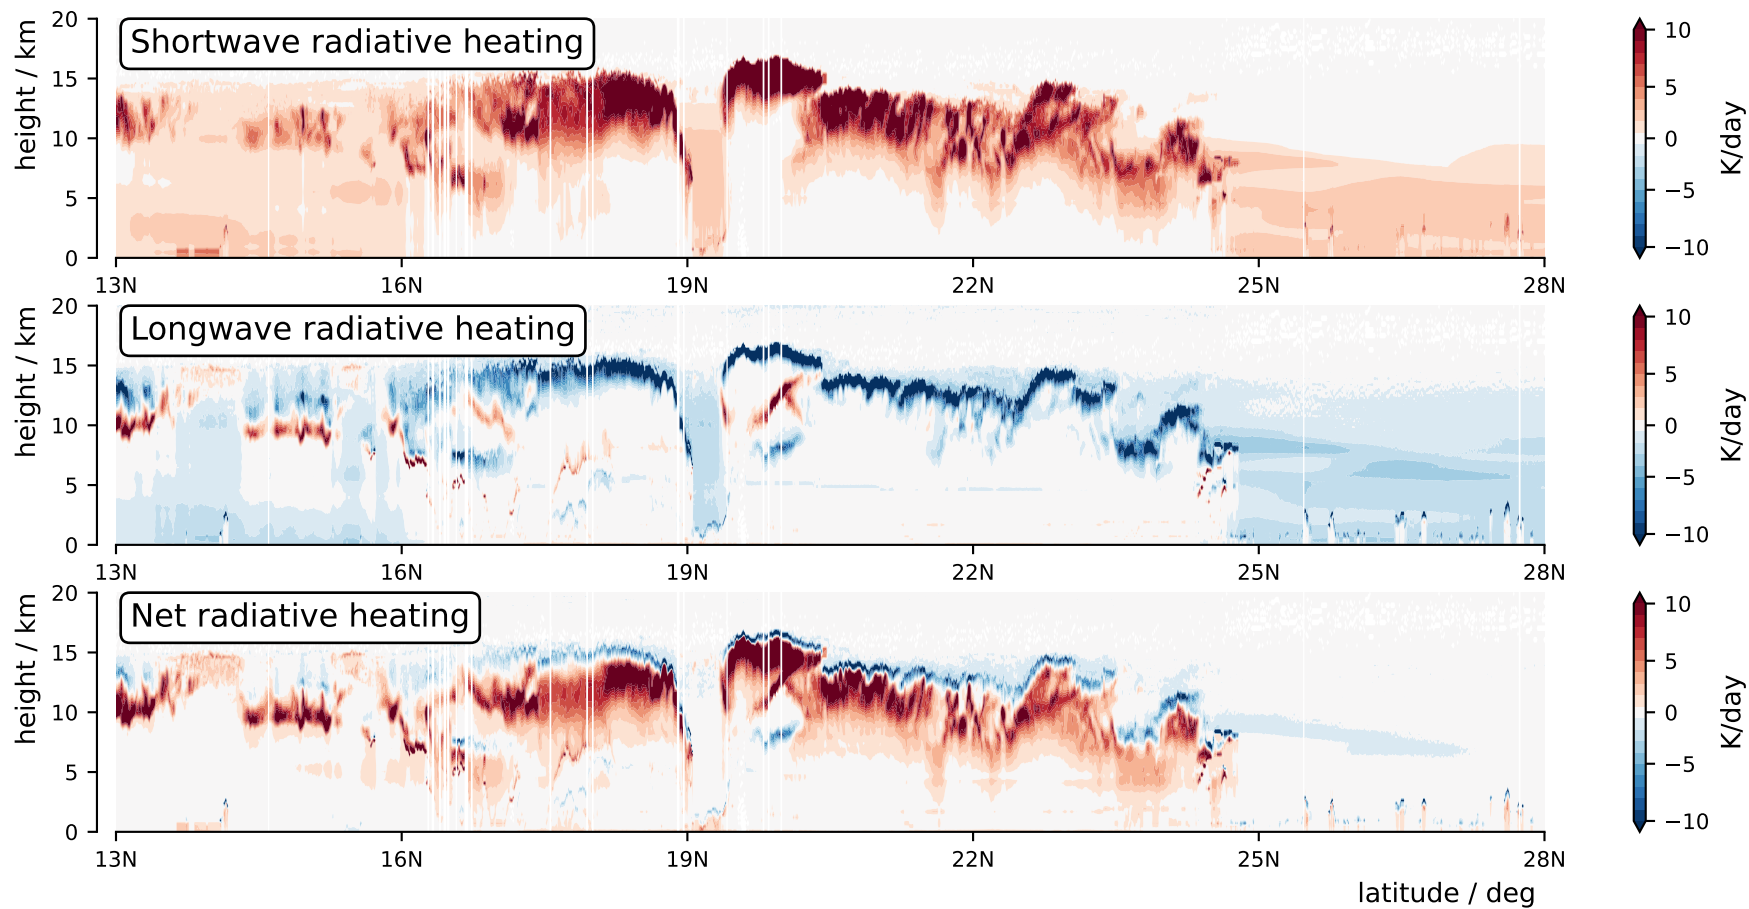 Shortwave radiative heating
height / km
20
15
10
5
0
13N 16N 19N 22N 25N 28N
10
5
0
−5
−10
K/day
Longwave radiative heating
height / km
20
15
10
5
0
13N 16N 19N 22N 25N 28N
10
5
0
−5
−10
K/day
Net radiative heating
height / km
20
15
10
5
0
13N 16N 19N 22N 25N 28N
10
5
0
−5
−10
K/day
latitude / deg